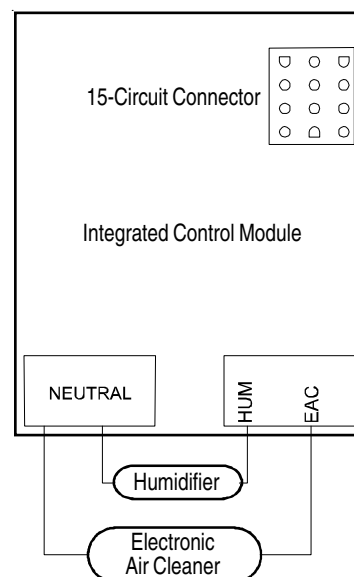 15-Circuit Connector
Integrated Control Module
NEUTRAL
HUM
EAC
Humidifier
Electronic
Air Cleaner